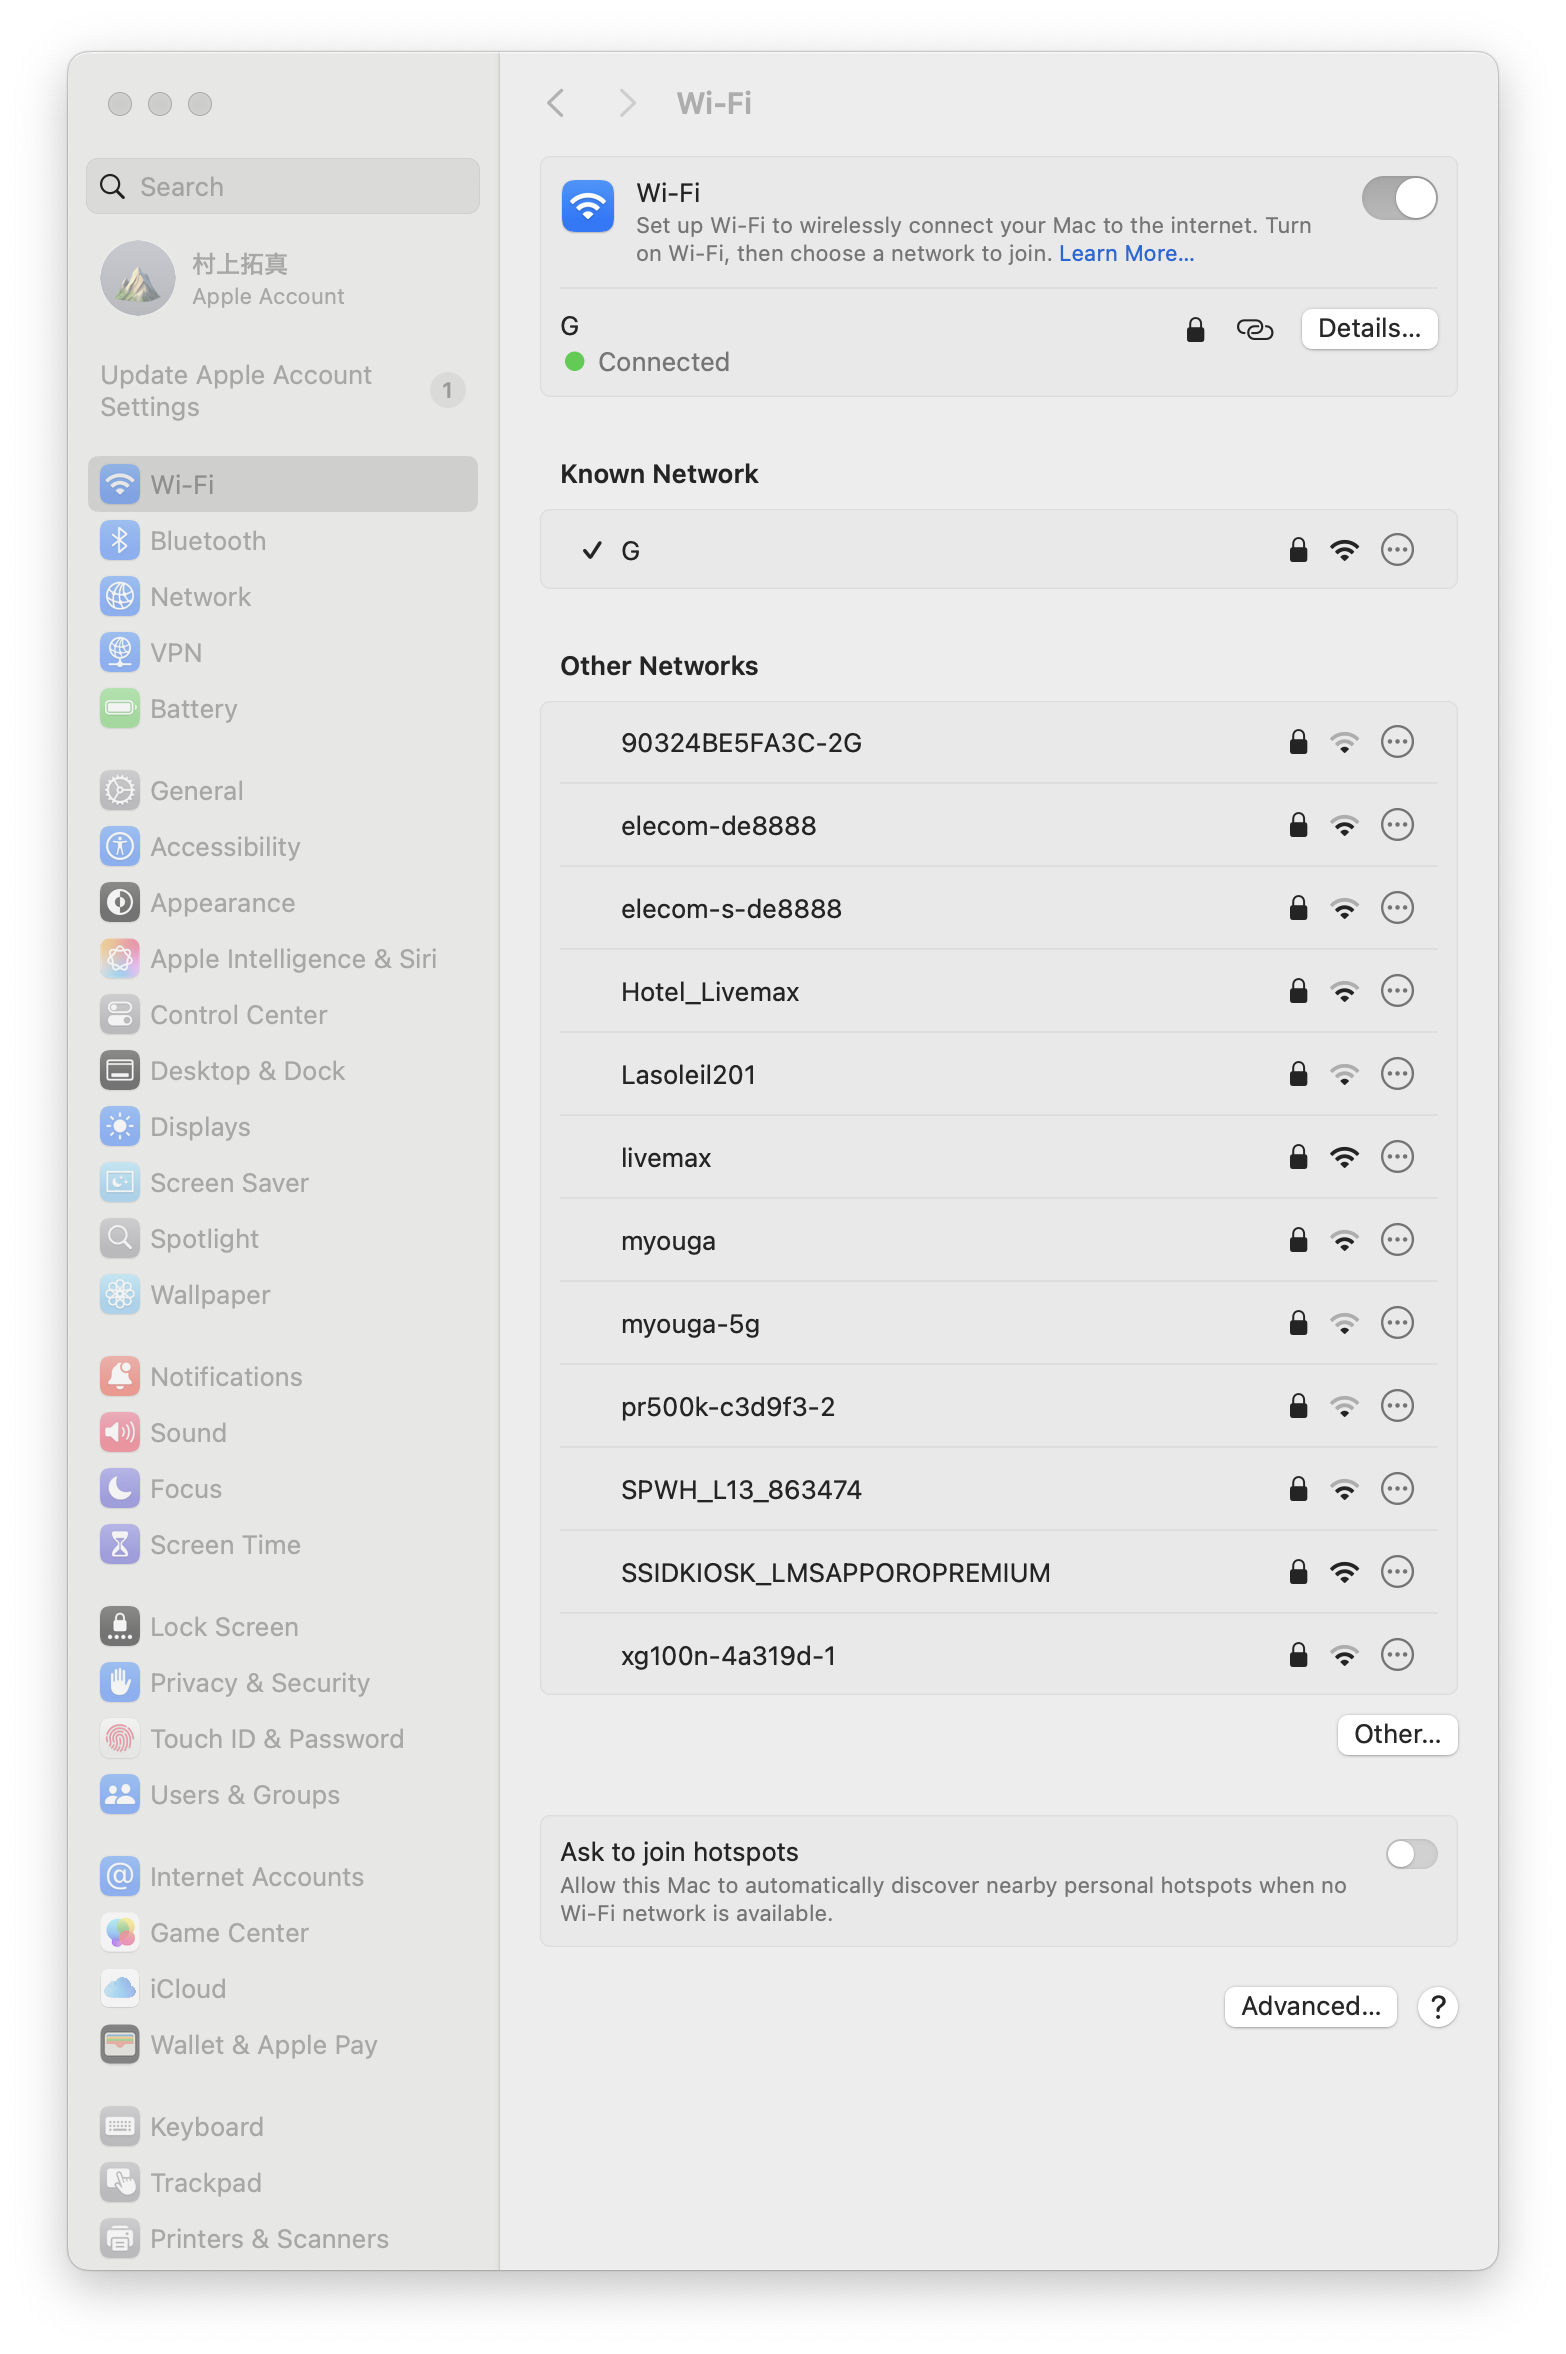 Search
村上拓真
Apple Account
Update Apple Account
Settings
1
Wi-Fi
Bluetooth
Network
VPN
Battery
General
Accessibility
Appearance
Apple Intelligence & Siri
Control Center
Desktop & Dock
Displays
Screen Saver
Spotlight
Wallpaper
Notifications
Sound
Focus
Screen Time
Lock Screen
Privacy & Security
Touch ID & Password
Users & Groups
Internet Accounts
Game Center
iCloud
Wallet & Apple Pay
Keyboard
Trackpad
Printers & Scanners
Wi-Fi
Wi-Fi
Set up Wi-Fi to wirelessly connect your Mac to the internet. Turn
on Wi-Fi, then choose a network to join. Learn More...
G
Connected
Details...
Known Network
G
Other Networks
90324BE5FA3C-2G
elecom-de8888
elecom-s-de8888
Hotel_Livemax
Lasoleil201
livemax
myouga
myouga-5g
pr500k-c3d9f3-2
SPWH_L13_863474
SSIDKIOSK_LMSAPPOROPREMIUM
xg100n-4a319d-1
Other...
Ask to join hotspots
Allow this Mac to automatically discover nearby personal hotspots when no
Wi-Fi network is available.
Advanced...
?